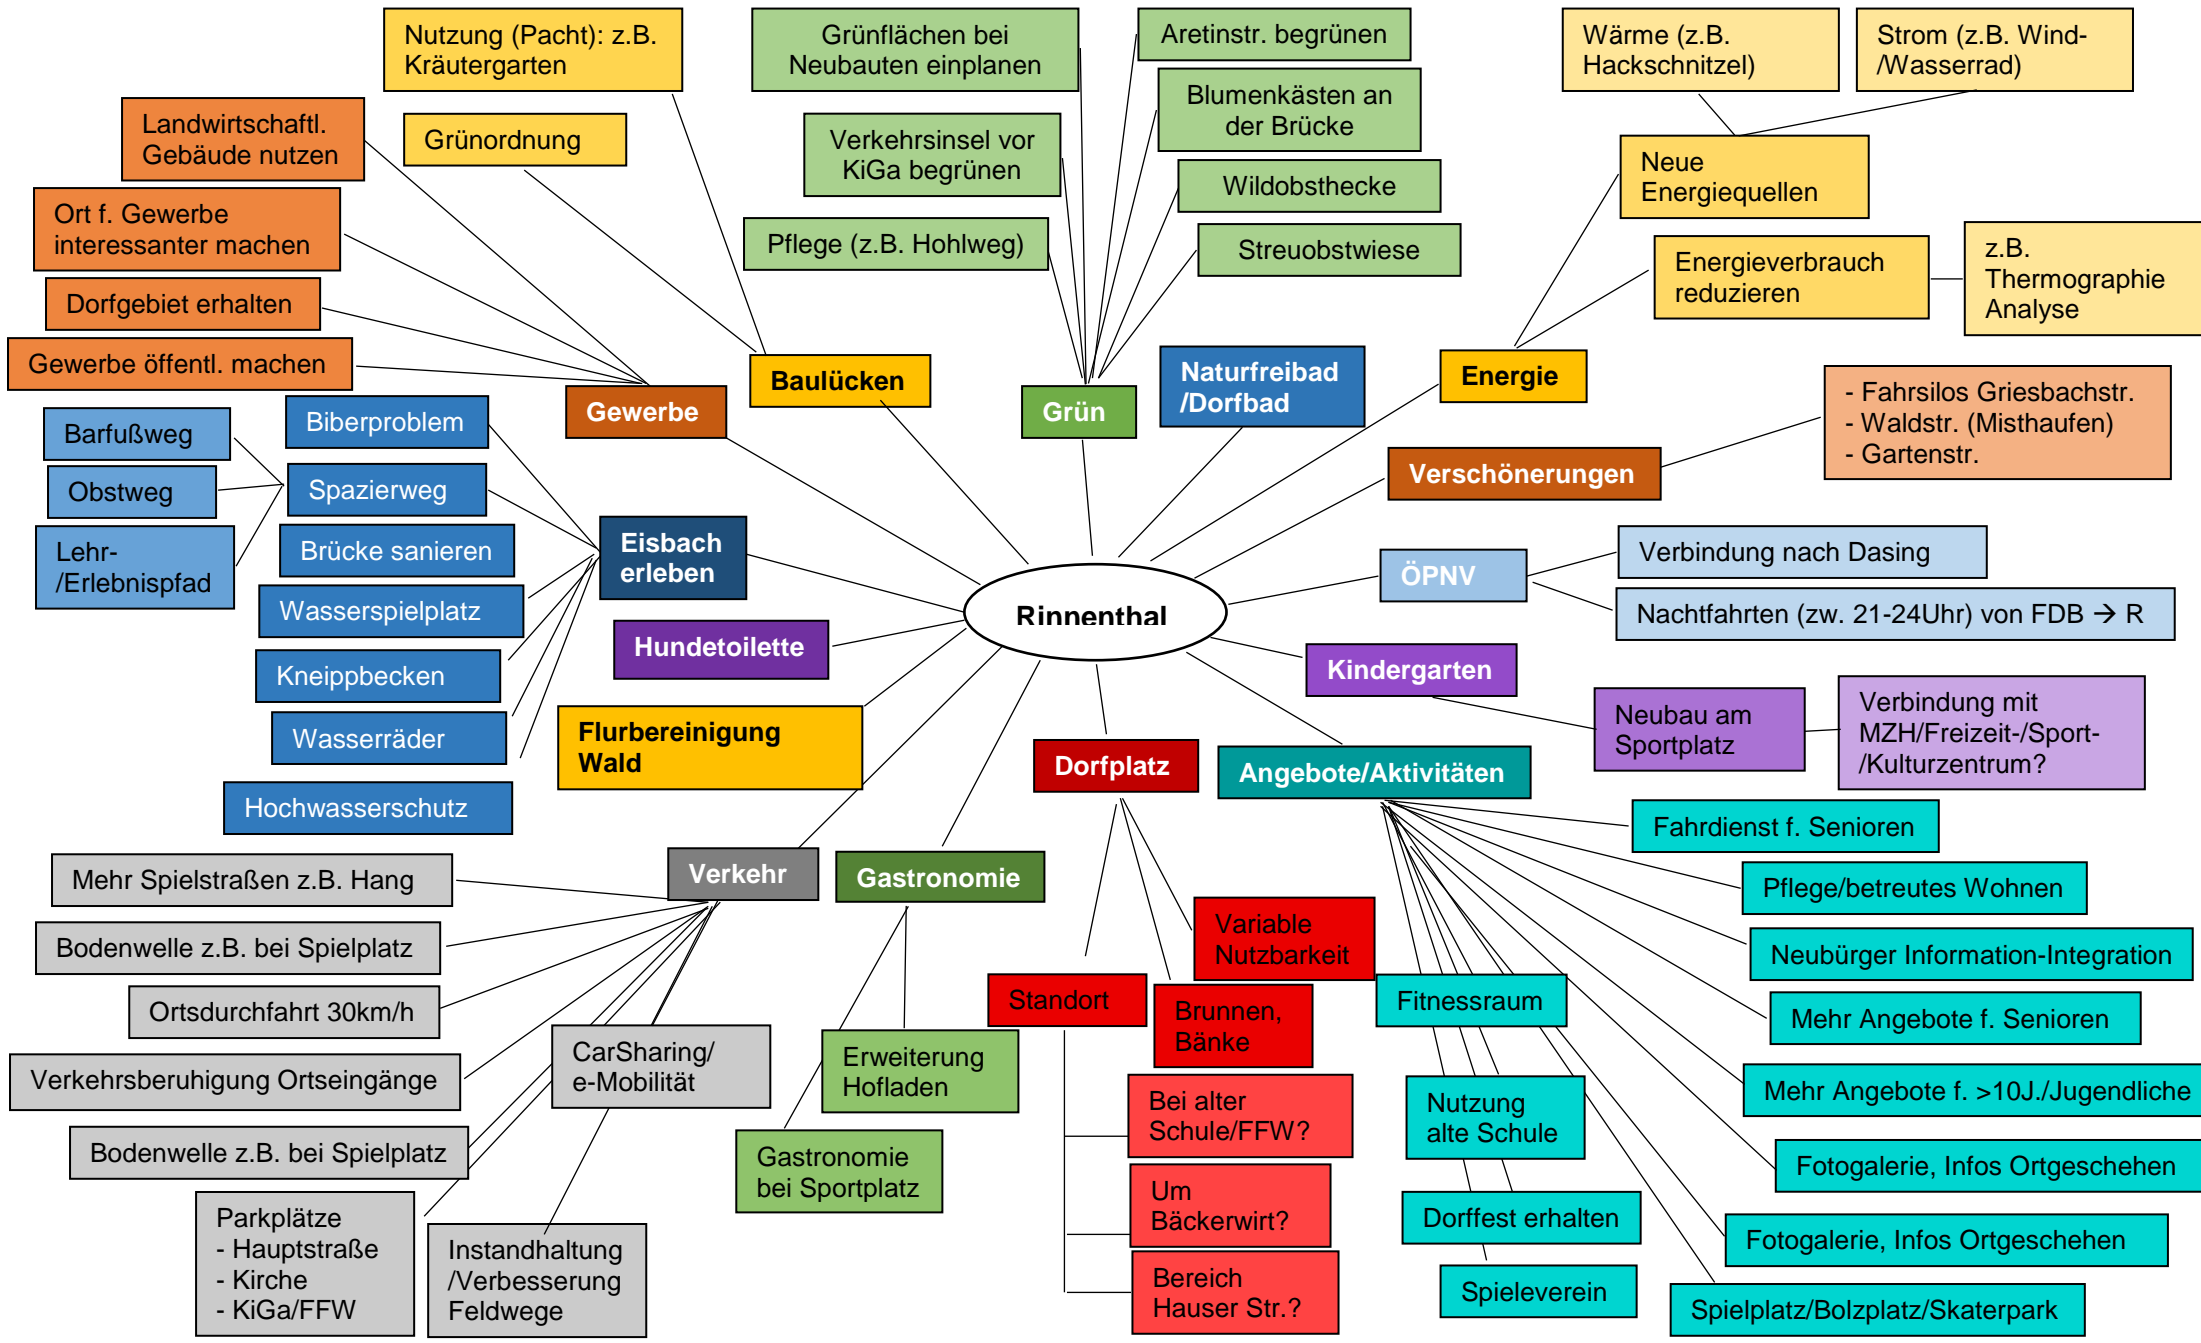 Nutzung (Pacht): z.B.
Kräutergarten
Grünflächen bei
Neubauten einplanen
Aretinstr. begrünen
Wärme (z.B.
Hackschnitzel)
Strom (z.B. Wind-
/Wasserrad)
Landwirtschaftl.
Gebäude nutzen
Grünordnung
Verkehrsinsel vor
KiGa begrünen
Blumenkästen an
der Brücke
Neue
Energiequellen
Ort f. Gewerbe
interessanter machen
Pflege (z.B. Hohlweg)
Wildobsthecke
Streuobstwiese
Energieverbrauch
reduzieren
z.B.
Thermographie
Analyse
Dorfgebiet erhalten
Gewerbe öffentl. machen
Gewerbe
Baulücken
Grün
Naturfreibad
/Dorfbad
Energie
- Fahrsilos Griesbachstr.
- Waldstr. (Misthaufen)
- Gartenstr.
Verschönerungen
Barfußweg
Obstweg
Lehr-
/Erlebnispfad
Biberproblem
Spazierweg
Brücke sanieren
Wasserspielplatz
Kneippbecken
Wasserräder
Hochwasserschutz
Eisbach
erleben
Hundetoilette
Flurbereinigung
Wald
Rinnenthal
ÖPNV
Verbindung nach Dasing
Nachtfahrten (zw. 21-24Uhr) von FDB → R
Kindergarten
Neubau am
Sportplatz
Verbindung mit
MZH/Freizeit-/Sport-
/Kulturzentrum?
Dorfplatz
Angebote/Aktivitäten
Verkehr
Gastronomie
Mehr Spielstraßen z.B. Hang
Bodenwelle z.B. bei Spielplatz
Ortsdurchfahrt 30km/h
Verkehrsberuhigung Ortseingänge
Bodenwelle z.B. bei Spielplatz
Parkplätze
- Hauptstraße
- Kirche
- KiGa/FFW
CarSharing/
e-Mobilität
Instandhaltung
/Verbesserung
Feldwege
Erweiterung
Hofladen
Gastronomie
bei Sportplatz
Variable
Nutzbarkeit
Standort
Brunnen,
Bänke
Bei alter
Schule/FFW?
Um
Bäckerwirt?
Bereich
Hauser Str.?
Fahrdienst f. Senioren
Pflege/betreutes Wohnen
Neubürger Information-Integration
Mehr Angebote f. Senioren
Mehr Angebote f. >10J./Jugendliche
Fotogalerie, Infos Ortgeschehen
Fotogalerie, Infos Ortgeschehen
Spielplatz/Bolzplatz/Skaterpark
Fitnessraum
Nutzung
alte Schule
Dorffest erhalten
Spieleverein